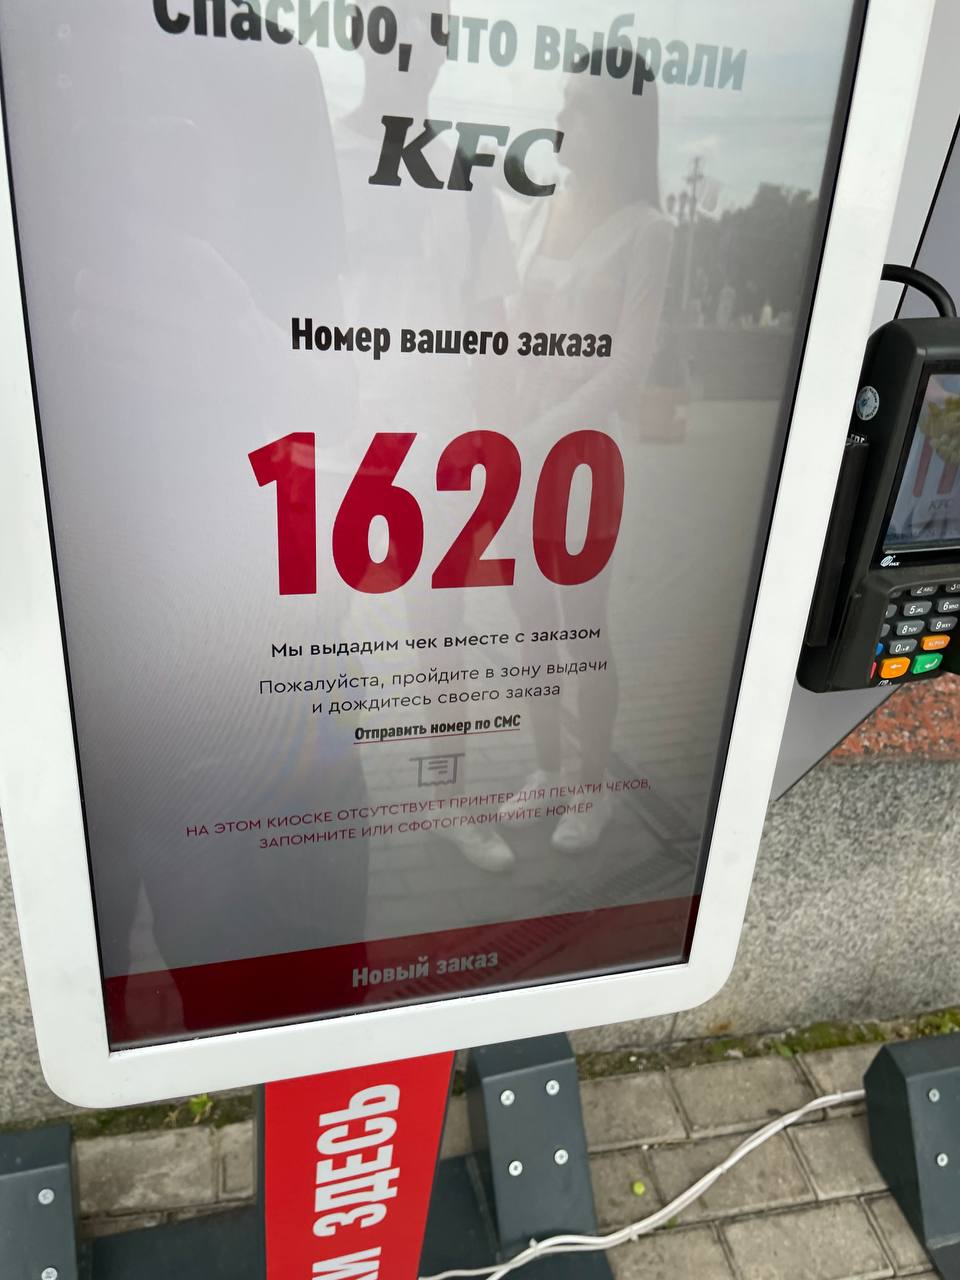 Спасибо, что выбрали
KFC
Номер вашего заказа
1620
Мы выдадим чек вместе с заказом
Пожалуйста, пройдите в зону выдачи
и дождитесь своего заказа
Отправить номер по СМС
НА ЭТОМ КИОСКЕ ОТСУТСТВУЕТ ПРИНТЕР ДЛЯ ПЕЧАТИ ЧЕКОВ,
ЗАПОМНИТЕ ИЛИ СФОТОГРАФИРУЙТЕ НОМЕР
Новый заказ
ЗДЕСЬ
KFC